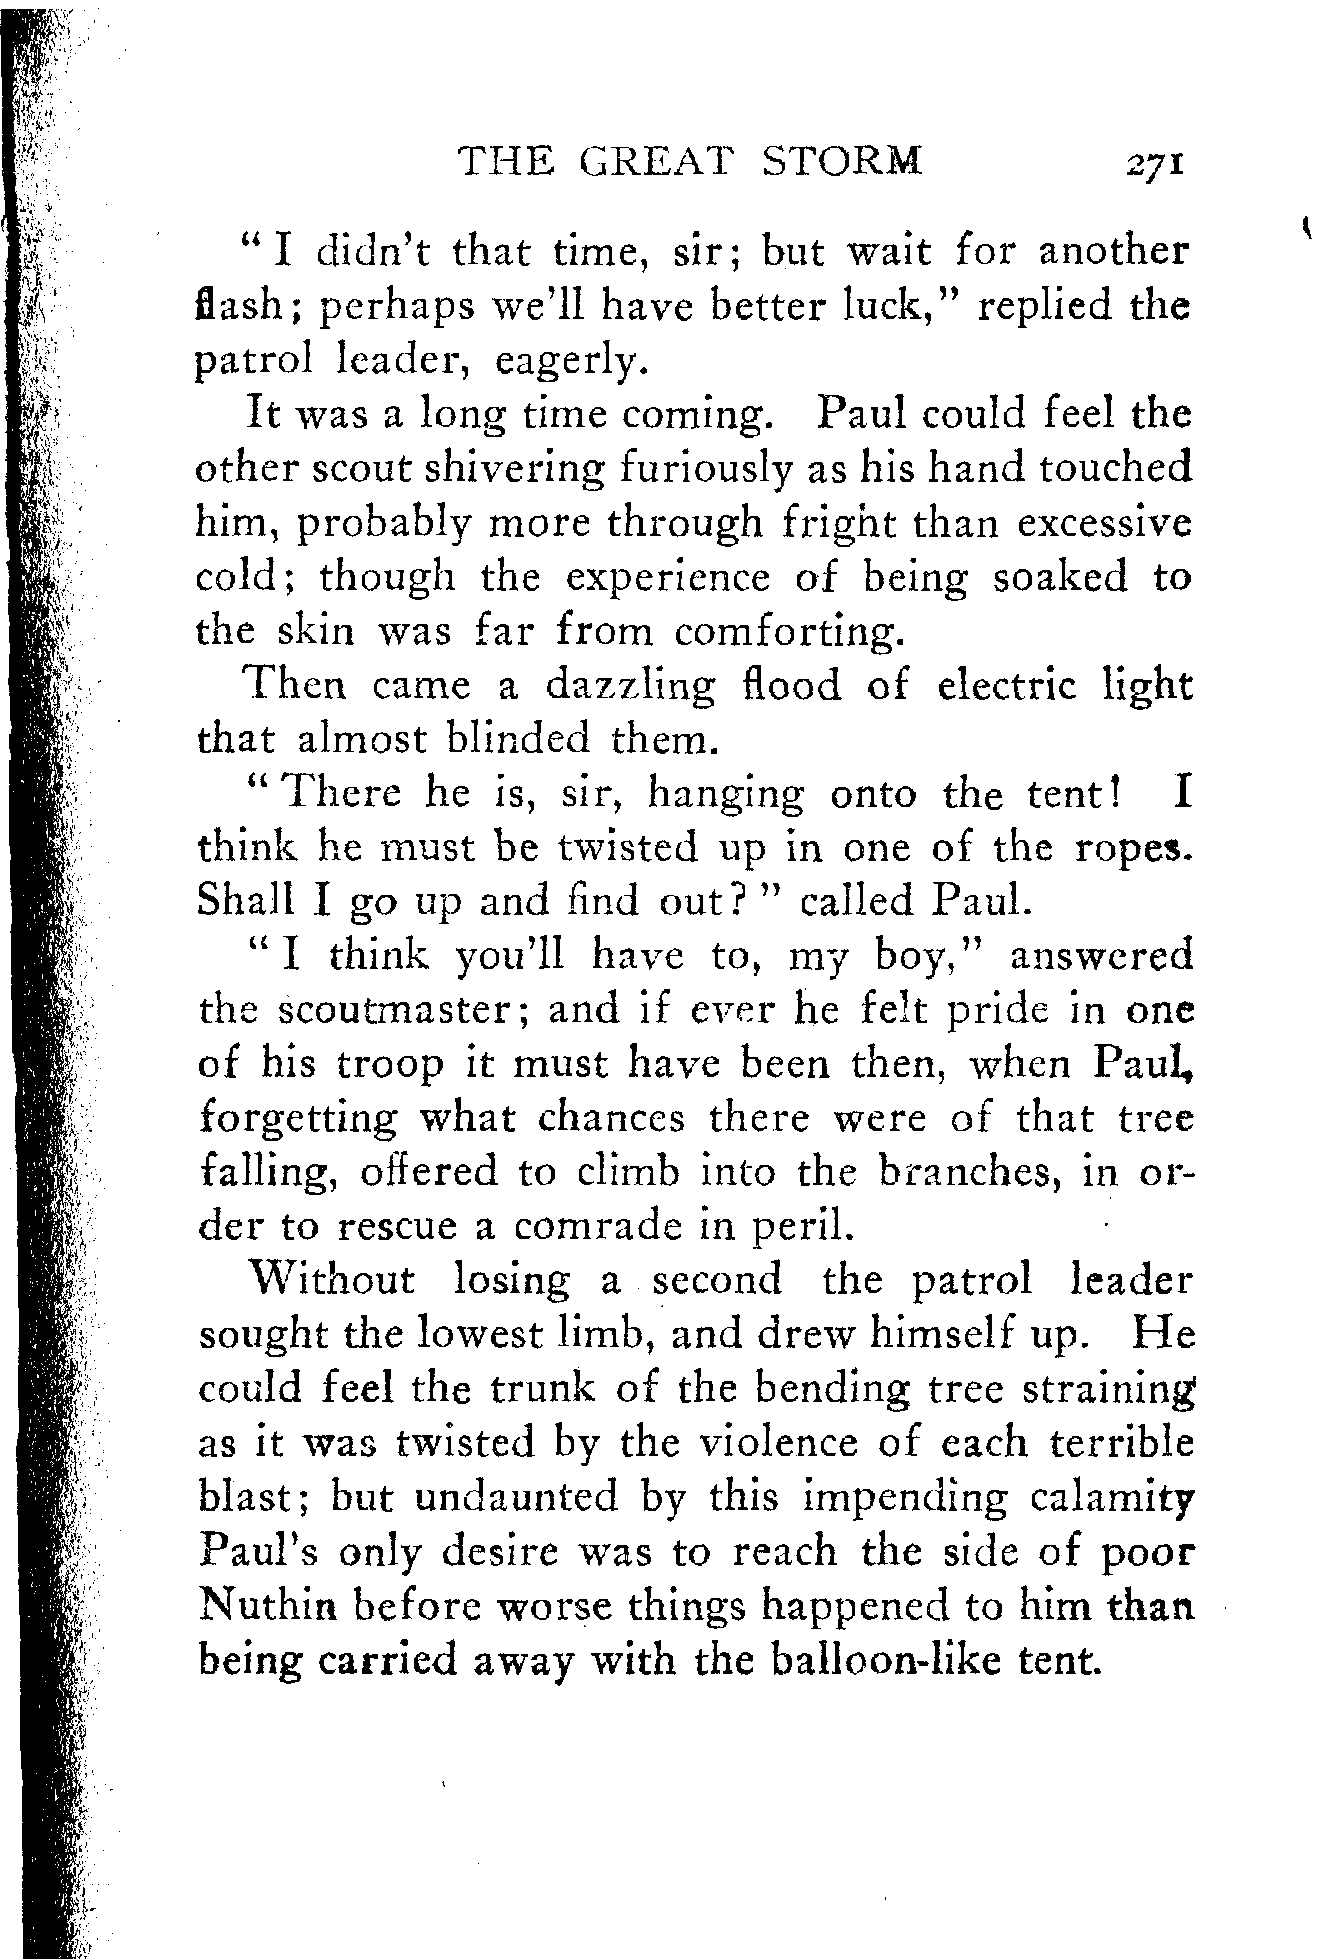 THE GREAT STORM 271
" I didn't that time, sir; but wait for another
flash; perhaps we'll have better luck," replied the
patrol leader, eagerly.
It was a long time coming. Paul could feel the
other scout shivering furiously as his hand touched
him, probably more through fright than excessive
cold; though the experience of being soaked to
the skin was far from comforting.
Then came a dazzling flood of electric light
that almost blinded them.
" There he is, sir, hanging onto the tent! I
think he must be twisted up in one of the ropes.
Shall I go up and find out? " called Paul.
" I think you'll have to, my boy," answered
the scoutmaster; and if ever he felt pride in one
of his troop it must have been then, when Paul,
forgetting what chances there were of that tree
falling, offered to climb into the branches, in or-
der to rescue a comrade in peril.
Without losing a second the patrol leader
sought the lowest limb, and drew himself up. He
could feel the trunk of the bending tree straining
as it was twisted by the violence of each terrible
blast; but undaunted by this impending calamity
Paul's only desire was to reach the side of poor
Nuthin before worse things happened to him than
being carried away with the balloon-like tent.